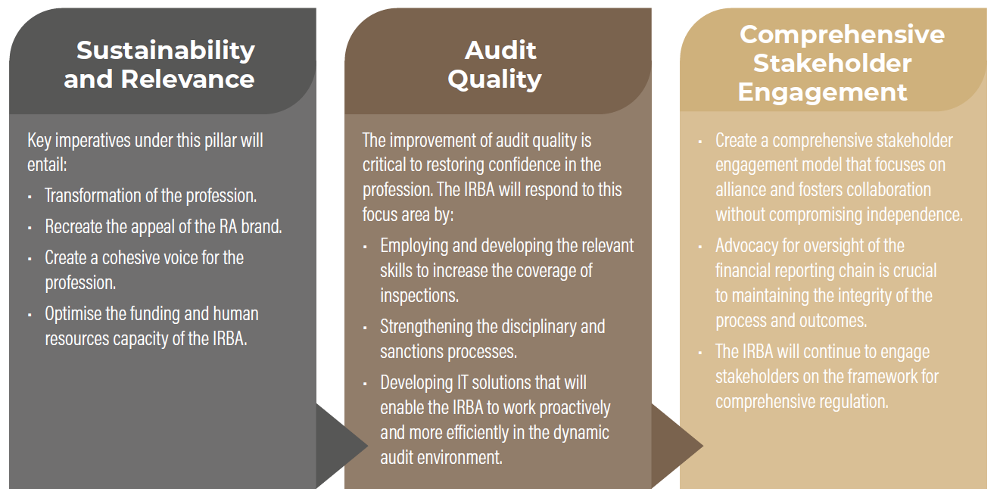 Sustainability
and Relevance
Key imperatives under this pillar will
entail:
· Transformation of the profession.
· Recreate the appeal of the RA brand.
· Create a cohesive voice for the
profession.
· Optimise the funding and human
resources capacity of the IRBA.
Audit
Quality
The improvement of audit quality is
critical to restoring confidence in the
profession. The IRBA will respond to this
focus area by:
· Employing and developing the relevant
skills to increase the coverage of
inspections.
· Strengthening the disciplinary and
sanctions processes.
· Developing IT solutions that will
enable the IRBA to work proactively
and more efficiently in the dynamic
audit environment.
Comprehensive
Stakeholder
Engagement
· Create a comprehensive stakeholder
engagement model that focuses on
alliance and fosters collaboration
without compromising independence.
· Advocacy for oversight of the
financial reporting chain is crucial
to maintaining the integrity of the
process and outcomes.
· The IRBA will continue to engage
stakeholders on the framework for
comprehensive regulation.